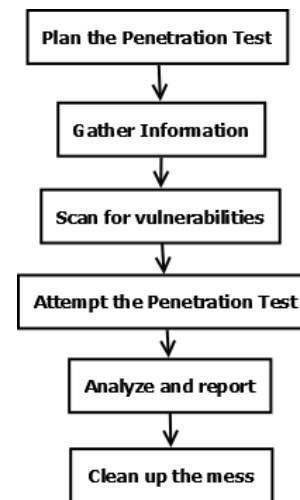 Plan the Penetration Test
Gather Information
Scan for vulnerabilities
Attempt the Penetration Test
Analyze and report
Clean up the mess